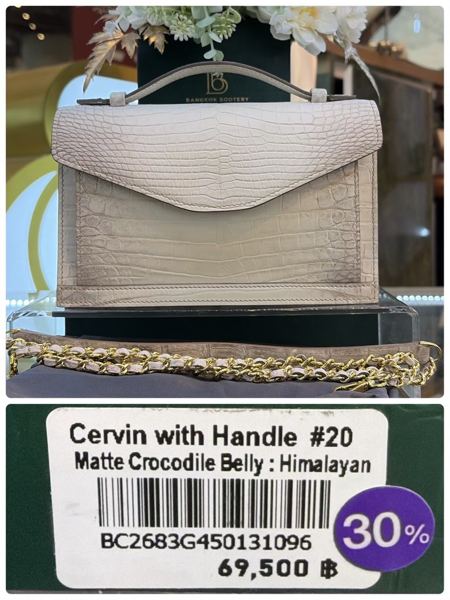 B
BANGKOK BOOTERY
Cervin with Handle #20
Matte Crocodile Belly : Himalayan
BC2683G450131096
69,500 ฿
30%